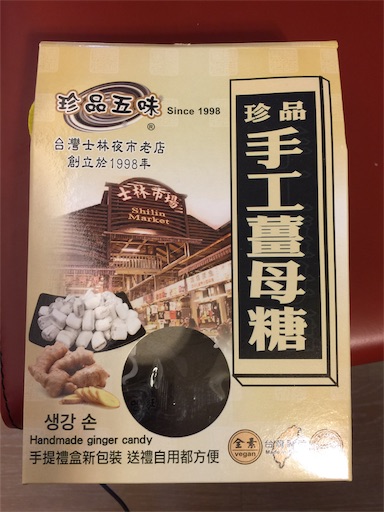 珍品五味
®
Since 1998
台灣士林夜市老店
創立於1998年
士林市場
Shilin
Market
珍品
手工薑母糖
생강 손
Handmade ginger candy
手提禮盒新包裝 送禮自用都方便
全素
vegan
台灣